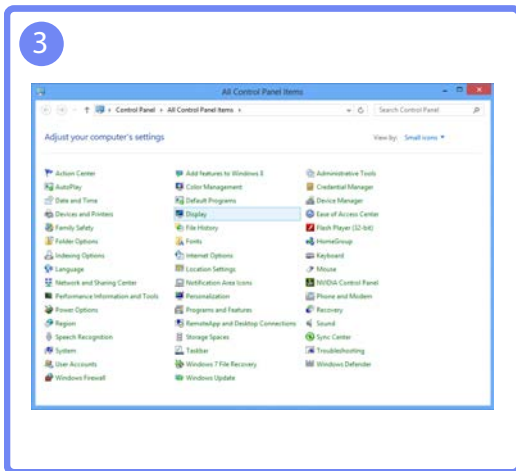 3
All Control Panel Items
Control Panel All Control Panel Items Search Control Panel
Adjust your computer's settings View by: Small icons
Action Center Add features to Windows 8 Administrative Tools
AutoPlay Color Management Credential Manager
Date and Time Default Programs Device Manager
Devices and Printers Display Ease of Access Center
Family Safety File History Flash Player (32-bit)
Folder Options Fonts HomeGroup
Indexing Options Internet Options Keyboard
Language Location Settings Mouse
Network and Sharing Center Notification Area Icons NVIDIA Control Panel
Performance Information and Tools Personalization Phone and Modem
Power Options Programs and Features Recovery
Region RemoteApp and Desktop Connections Sound
Speech Recognition Storage Spaces Sync Center
System Taskbar Troubleshooting
User Accounts Windows 7 File Recovery Windows Defender
Windows Firewall Windows Update